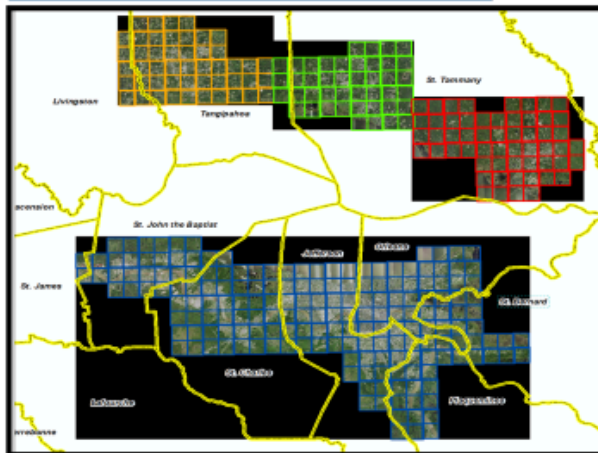 St. Tammany
Livingston
Tangipahoa
ascension
St. John the Baptist
Jefferson
Orleans
St. James
St. Bernard
St. Charles
Lafourche
Plaquemines
errebonne